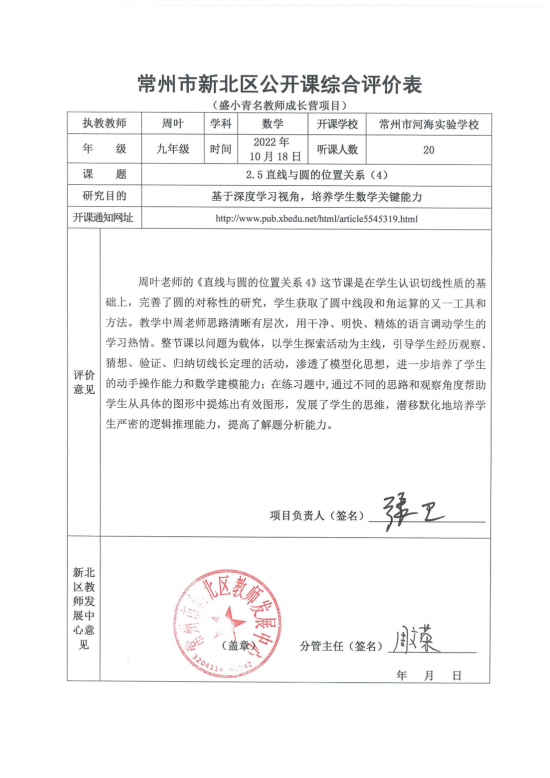 常州市新北区公开课综合评价表
（盛小青名教师成长营项目）
执教教师 周叶 学科 数学 开课学校 常州市河海实验学校
年 级 九年级 时间 2022 年 10 月 18 日 听课人数 20
课 题 2.5 直线与圆的位置关系（4）
研究目的 基于深度学习视角，培养学生数学关键能力
开课通知网址 http://www.pub.xbedu.net/html/article5545319.html
评价意见
周叶老师的《直线与圆的位置关系 4》这节课是在学生认识切线性质的基
础上，完善了圆的对称性的研究，学生获取了圆中线段和角运算的又一工具和
方法。教学中周老师思路清晰有层次，用干净、明快、精炼的语言调动学生的
学习热情。整节课以问题为载体，以学生探索活动为主线，引导学生经历观察、
猜想、验证、归纳切线长定理的活动，渗透了模型化思想，进一步培养了学生
的动手操作能力和数学建模能力；在练习题中,通过不同的思路和观察角度帮助
学生从具体的图形中提炼出有效图形，发展了学生的思维，潜移默化地培养学
生严密的逻辑推理能力，提高了解题分析能力。
项目负责人（签名） 张卫
新北区教师发展中心意见
常州市新北区教师发展中心
（盖章） 分管主任（签名） 周文荣
年 月 日